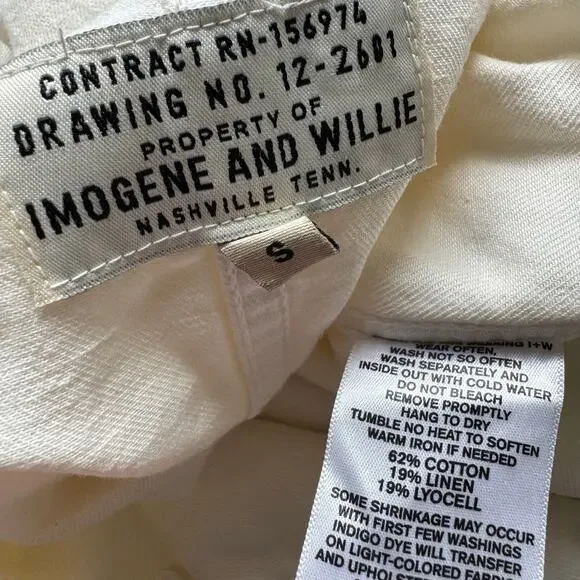 CONTRACT RN-156974
DRAWING NO. 12-2601
PROPERTY OF
IMOGENE AND WILLIE
NASHVILLE TENN.
S
I+W
WEAR OFTEN,
WASH NOT SO OFTEN
WASH SEPARATELY AND
INSIDE OUT WITH COLD WATER
DO NOT BLEACH
REMOVE PROMPTLY
HANG TO DRY
TUMBLE NO HEAT TO SOFTEN
WARM IRON IF NEEDED
62% COTTON
19% LINEN
19% LYOCELL
SOME SHRINKAGE MAY OCCUR
WITH FIRST FEW WASHINGS
INDIGO DYE WILL TRANSFER
ON LIGHT-COLORED
AND